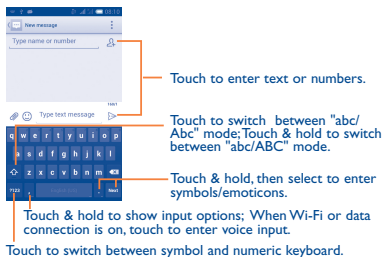 08:10
New message
Type name or number
Touch to enter text or numbers.
Type text message
Touch to switch between "abc/
Abc" mode;Touch & hold to switch
between "abc/ABC" mode.
q w e r t y u i o p
a s d f g h j k l
z x c v b n m
Touch & hold, then select to enter
symbols/emoticons.
?123 Next
Touch & hold to show input options; When Wi-Fi or data
connection is on, touch to enter voice input.
Touch to switch between symbol and numeric keyboard.